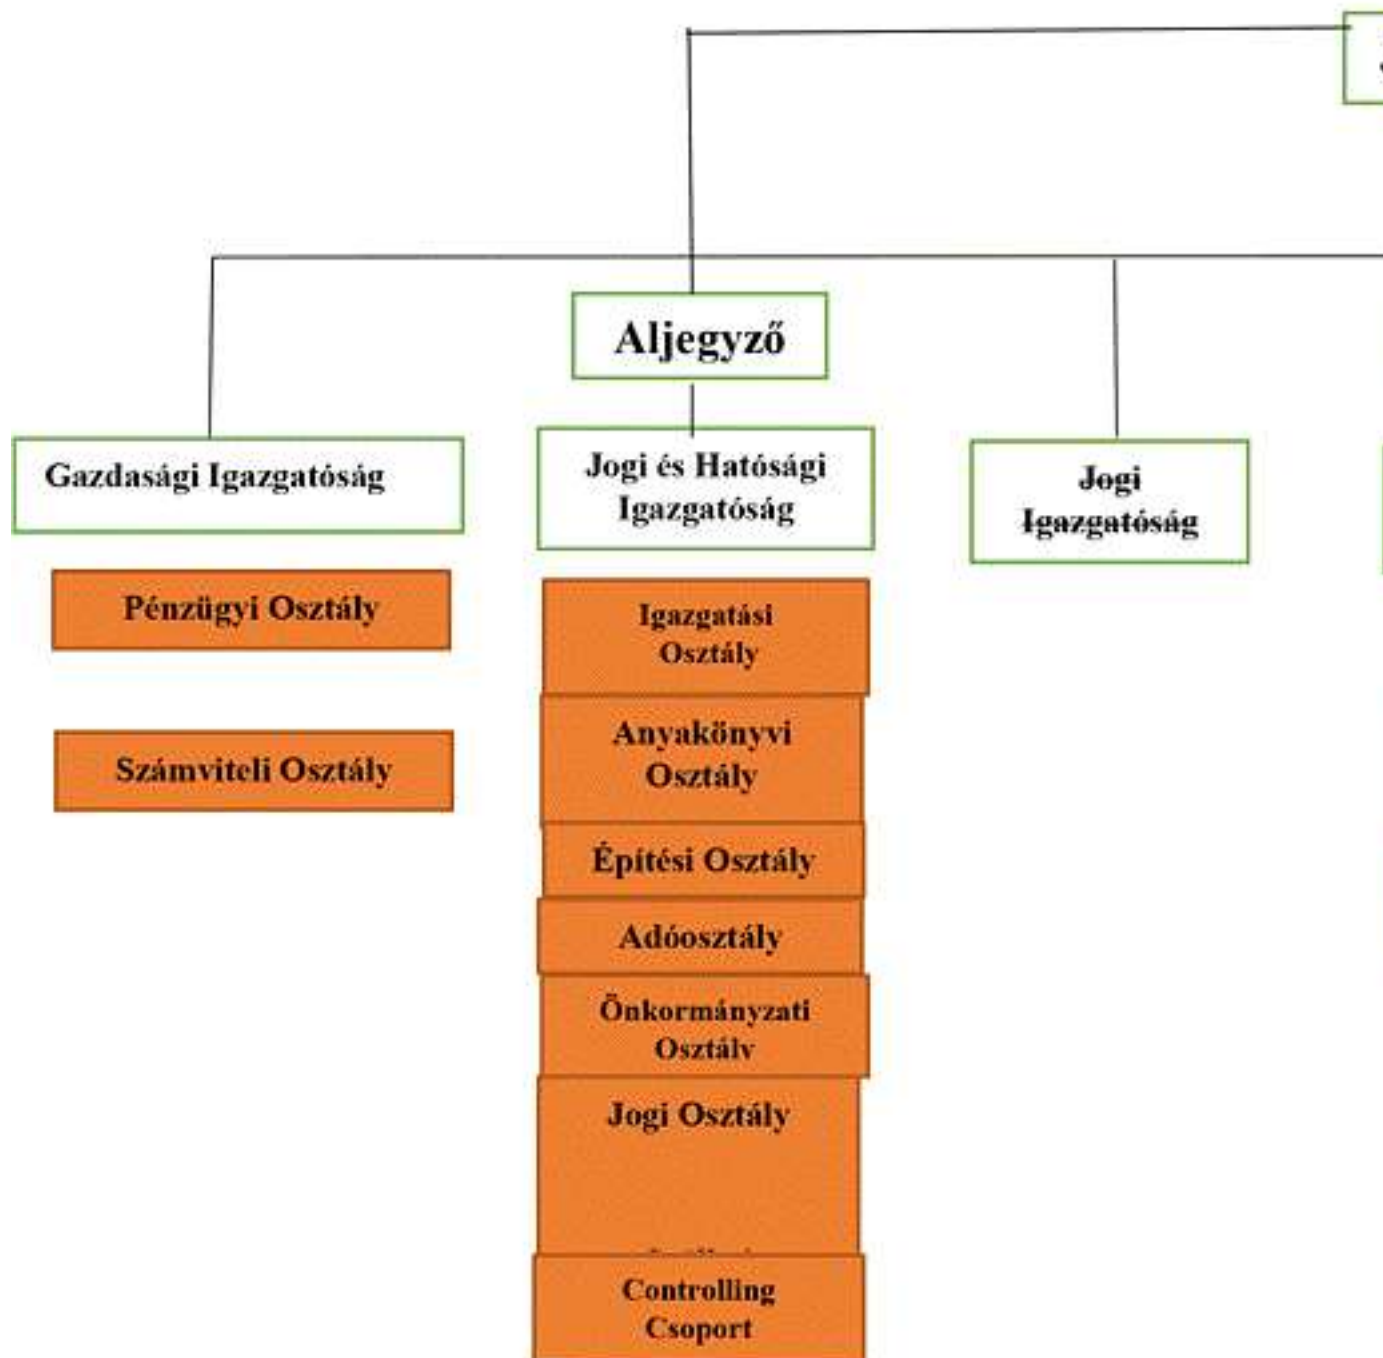 Aljegyző
Gazdasági Igazgatóság
Jogi és Hatósági
Igazgatóság
Jogi
Igazgatóság
Pénzügyi Osztály
Számviteli Osztály
Igazgatási
Osztály
Anyakönyvi
Osztály
Építési Osztály
Adóosztály
Önkormányzati
Osztály
Jogi Osztály
Controlling
Csoport